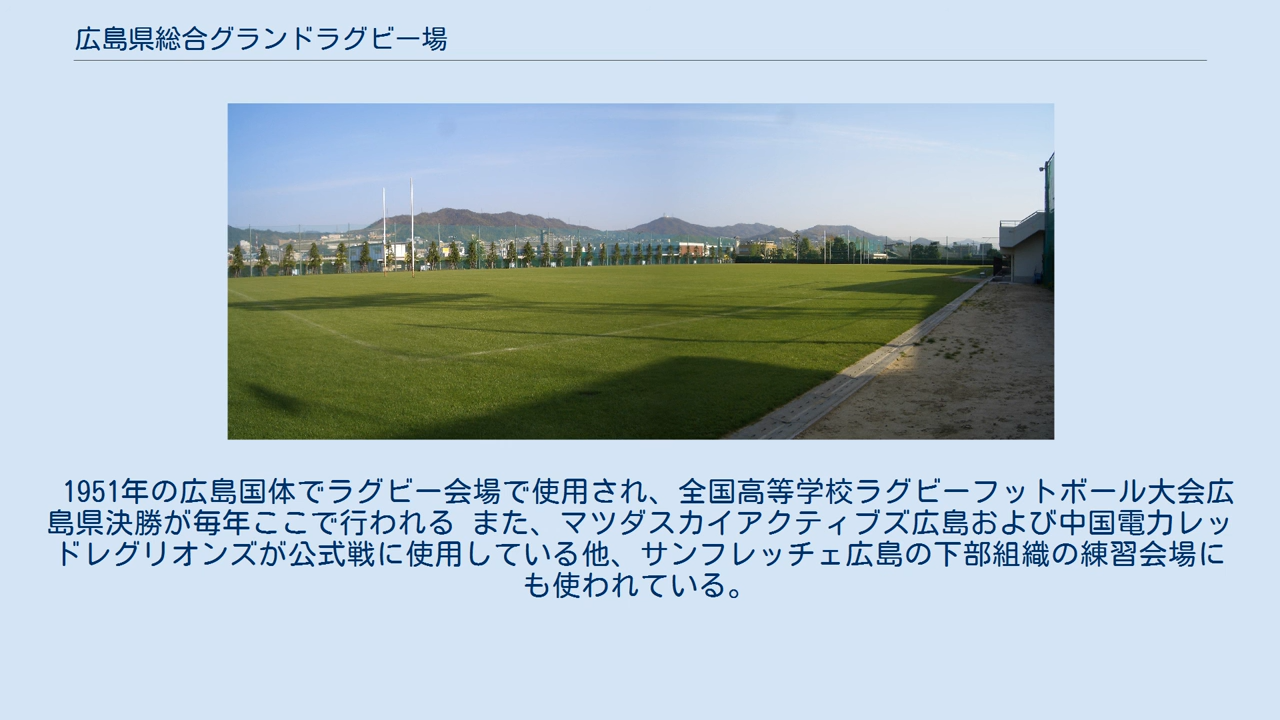 広島県総合グランドラグビー場
1951年の広島国体でラグビー会場で使用され、全国高等学校ラグビーフットボール大会広
島県決勝が毎年ここで行われる また、マツダスカイアクティブズ広島および中国電力レッ
ドレグリオンズが公式戦に使用している他、サンフレッチェ広島の下部組織の練習会場に
も使われている。